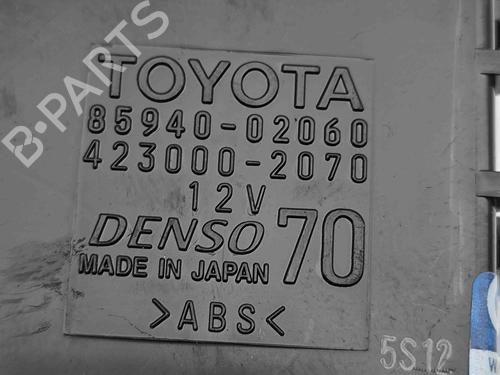 B-PARTS
TOYOTA
85940-02060
423000-2070
12V
DENSO 70
MADE IN JAPAN
>ABS<
5S12